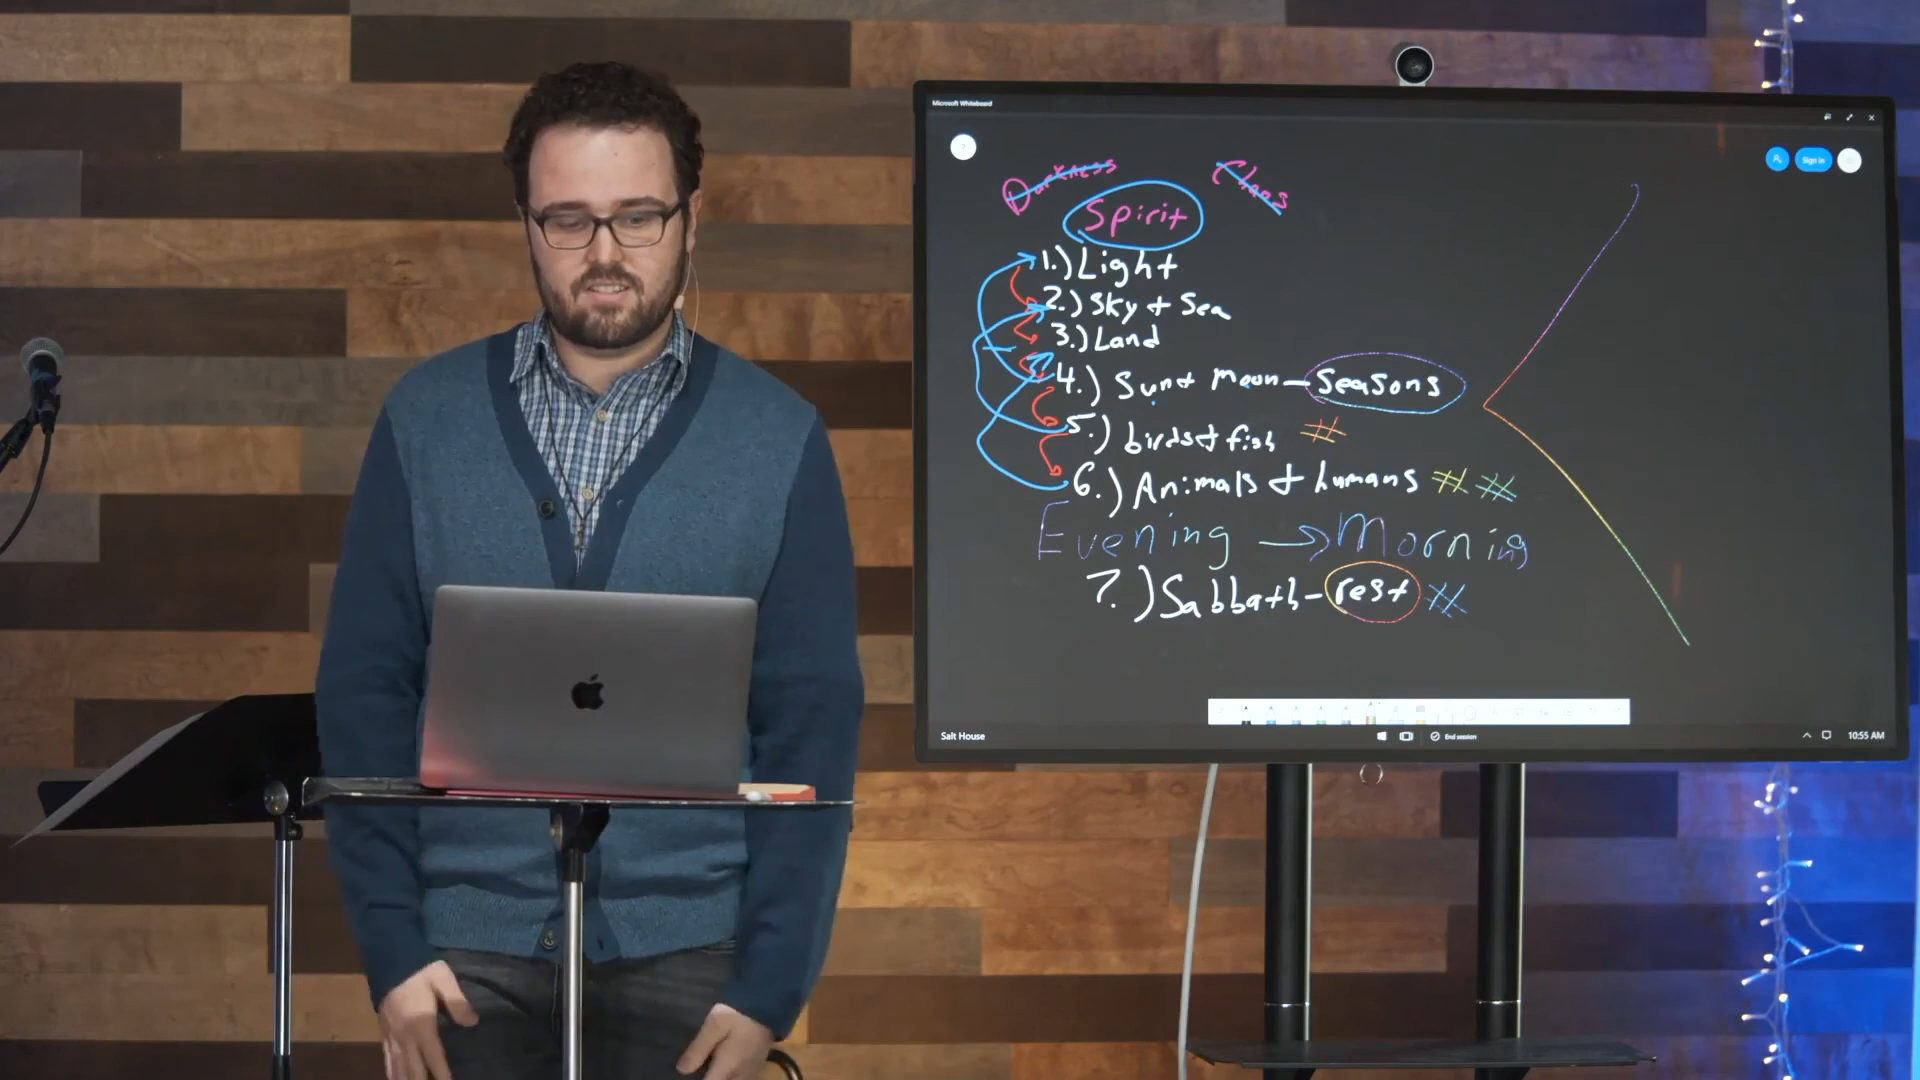 Microsoft Whiteboard
Sign in
Darkness Chaos
Spirit
1.) Light
2.) Sky + Sea
3.) Land
4.) Sun + Moon - Seasons
5.) birds + fish #
6.) Animals + humans # #
Evening → Morning
7.) Sabbath - rest #
Salt House
End session
10:55 AM